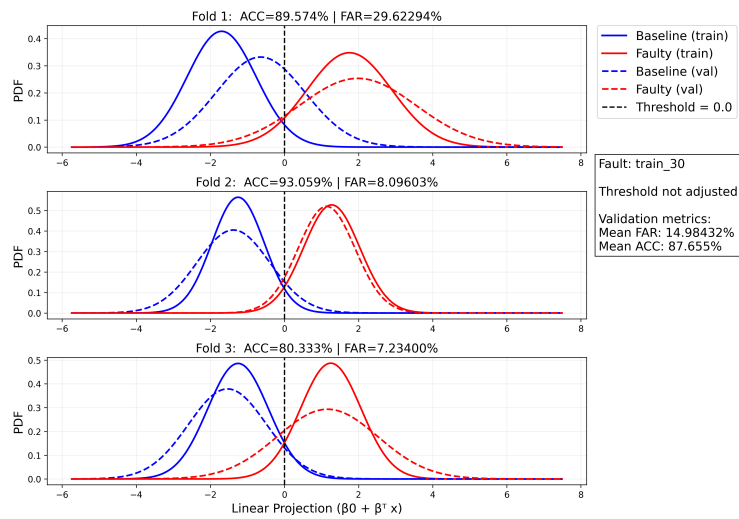 Fold 1:  ACC=89.574% | FAR=29.62294%
0.4
0.3
0.2
0.1
0.0
PDF
−6
−4
−2
0
2
4
6
8
Baseline (train)
Faulty (train)
Baseline (val)
Faulty (val)
Threshold = 0.0
Fault: train_30
Threshold not adjusted
Validation metrics:
Mean FAR: 14.98432%
Mean ACC: 87.655%
Fold 2:  ACC=93.059% | FAR=8.09603%
0.5
0.4
0.3
0.2
0.1
0.0
PDF
−6
−4
−2
0
2
4
6
8
Fold 3:  ACC=80.333% | FAR=7.23400%
0.5
0.4
0.3
0.2
0.1
0.0
PDF
−6
−4
−2
0
2
4
6
8
Linear Projection (β0 + βᵀ x)